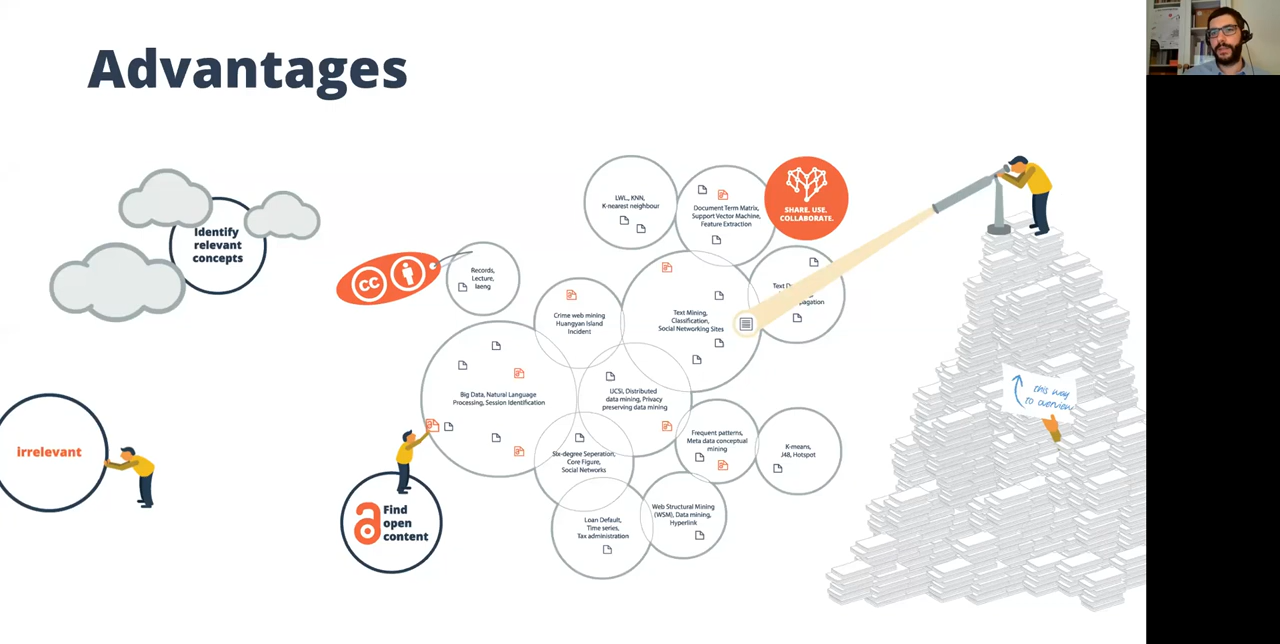 Advantages
Identify
relevant
concepts
irrelevant
cc
Records,
Lecture,
Iaeng
LWL,, KNN,
K-nearest neighbour
Document Term Matrix,
Support Vector Machine,
Feature Extraction
SHARE. USE.
COLLABORATE.
Crime web mining
Huangyan Island
Incident
Text Mining,
Classification,
Social Networking Sites
Big Data, Natural Language
Processing, Session Identification
IJCSI, Distributed
data mining, Privacy
preserving data mining
Frequent patterns,
Meta data conceptual
mining
K-means,
J48, Hotspot
Six-degree Seperation,
Core Figure,
Social Networks
Web Structural Mining
(WSM), Data mining,
Hyperlink
Loan Default,
Time series,
Tax administration
Find
open
content
this way
to overview